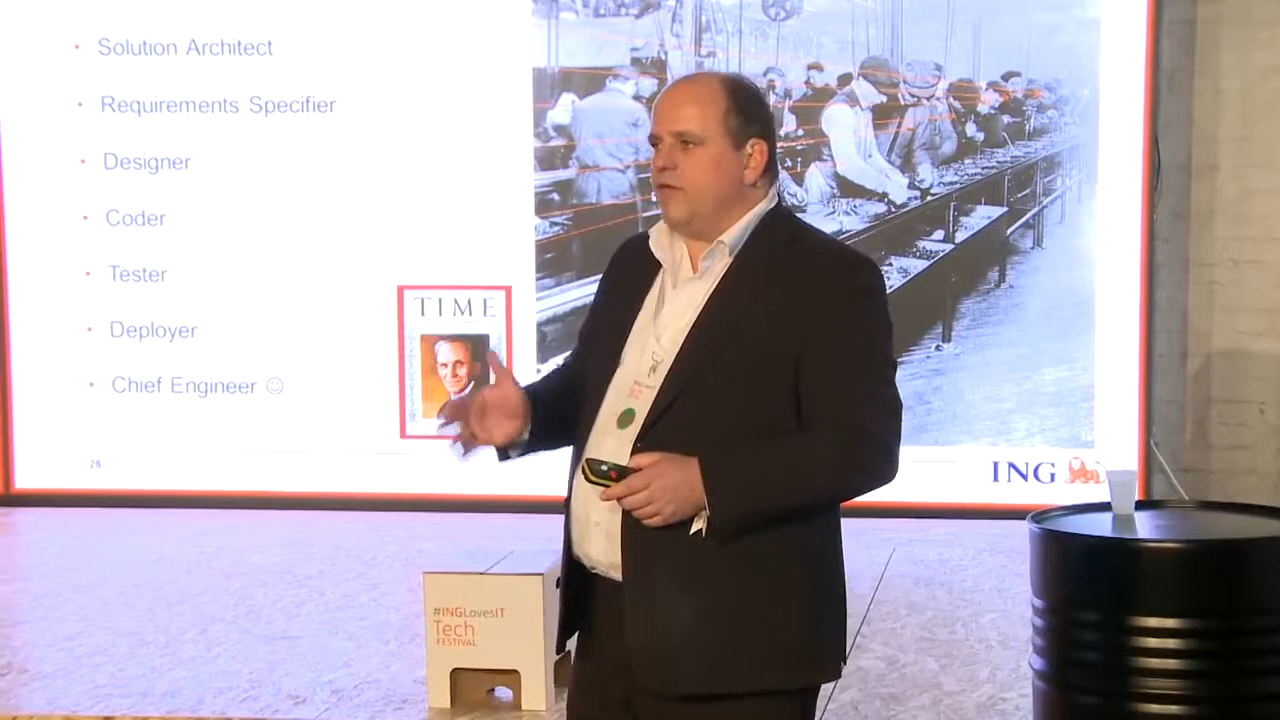 Solution Architect
Requirements Specifier
Designer
Coder
Tester
Deployer
Chief Engineer ☺
TIME
26
ING
#INGLovesIT
Tech
FESTIVAL